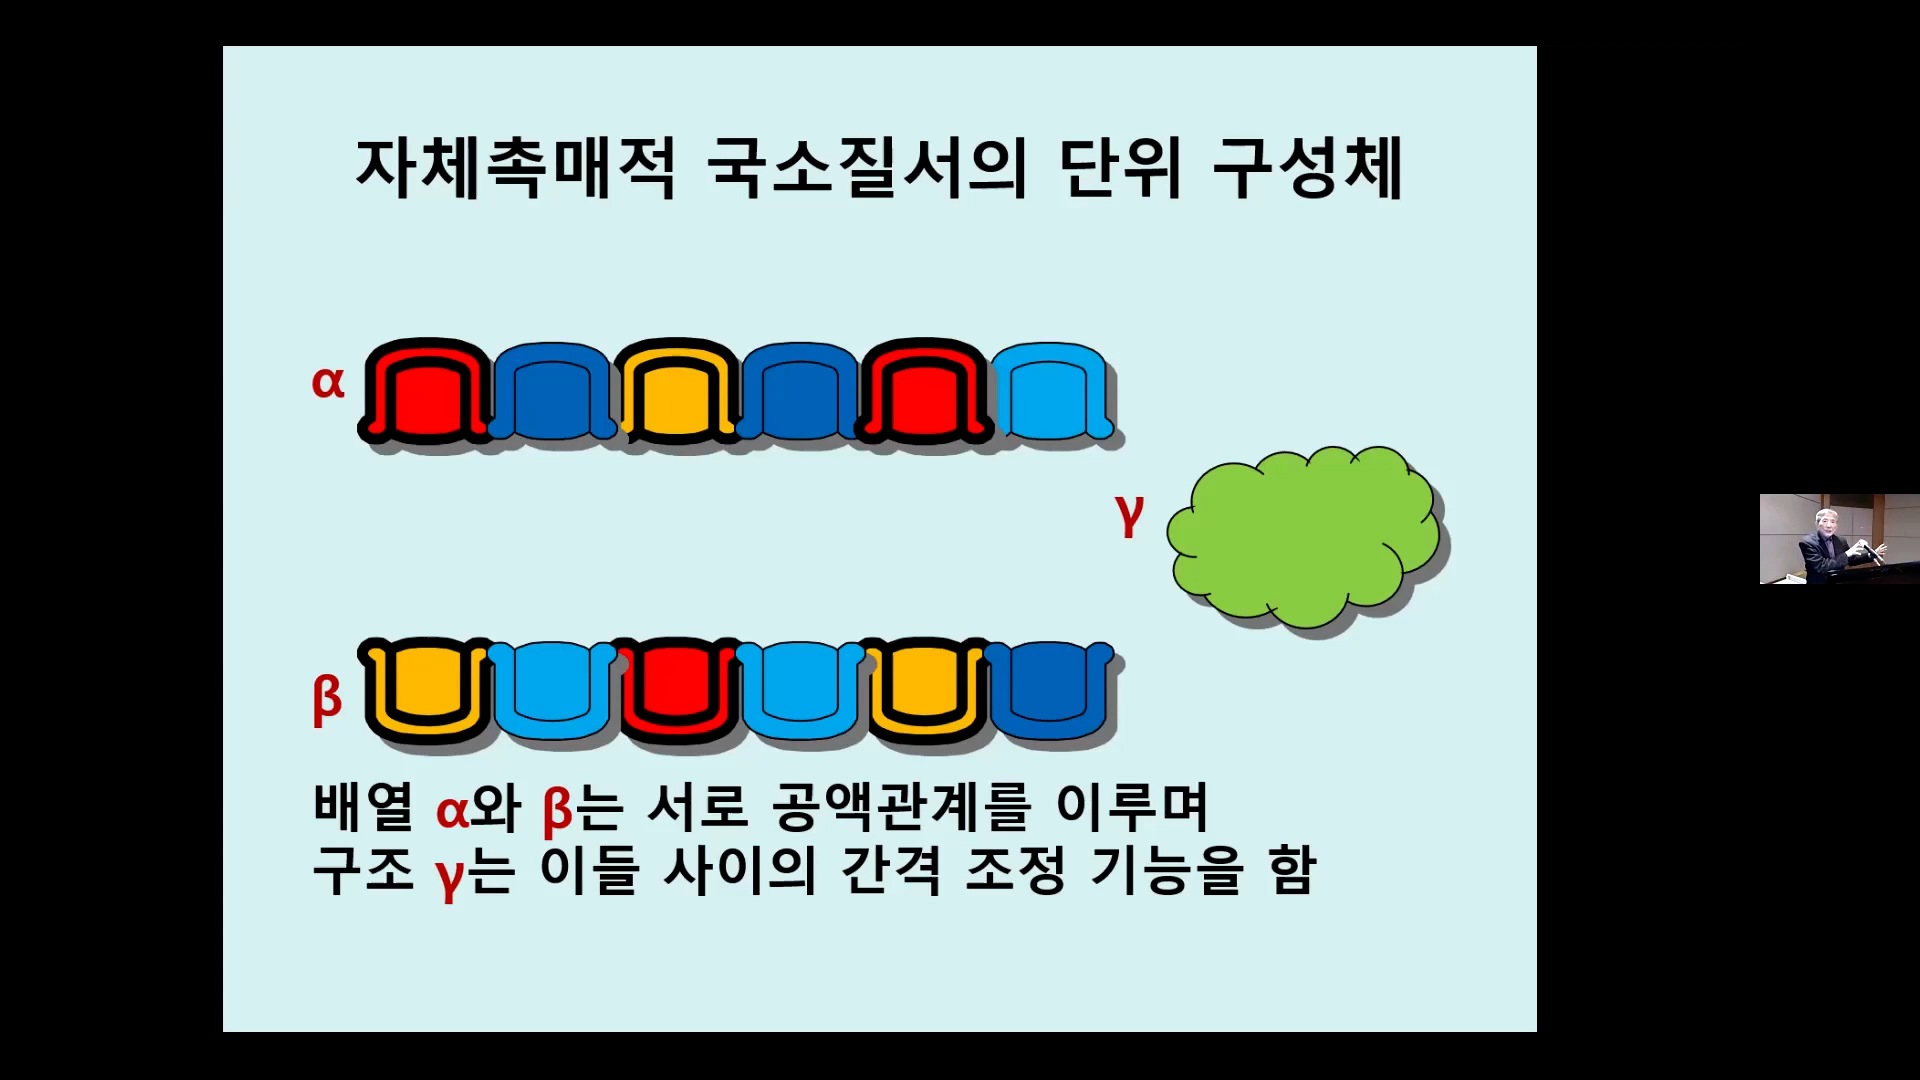 자체촉매적 국소질서의 단위 구성체
α
γ
β
배열 α와 β는 서로 공액관계를 이루며
구조 γ는 이들 사이의 간격 조정 기능을 함